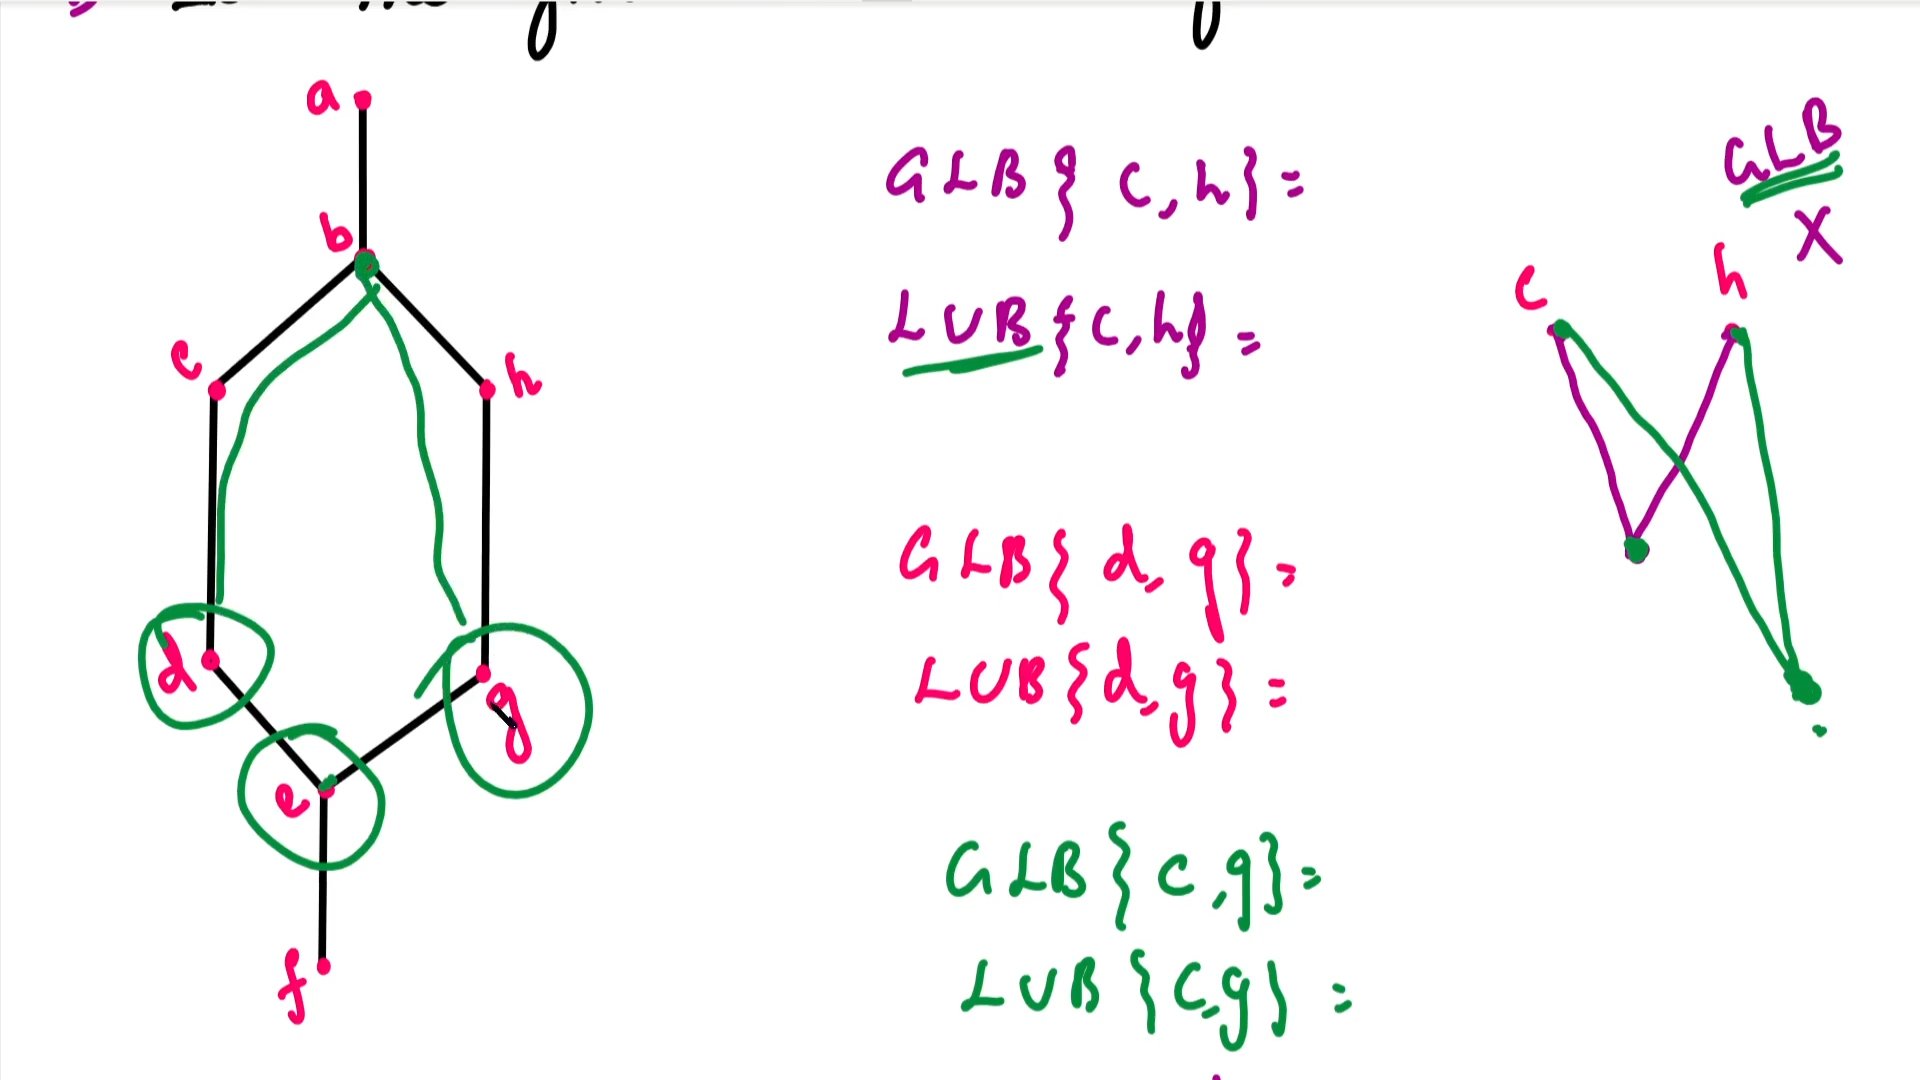 a
b
c
h
d
g
e
f
GLB{ c, h} =
LUB{c, h} =
GLB{ d, g} =
LUB{d, g} =
GLB { c, g} =
LUB {c, g} =
GLB
X
c
h